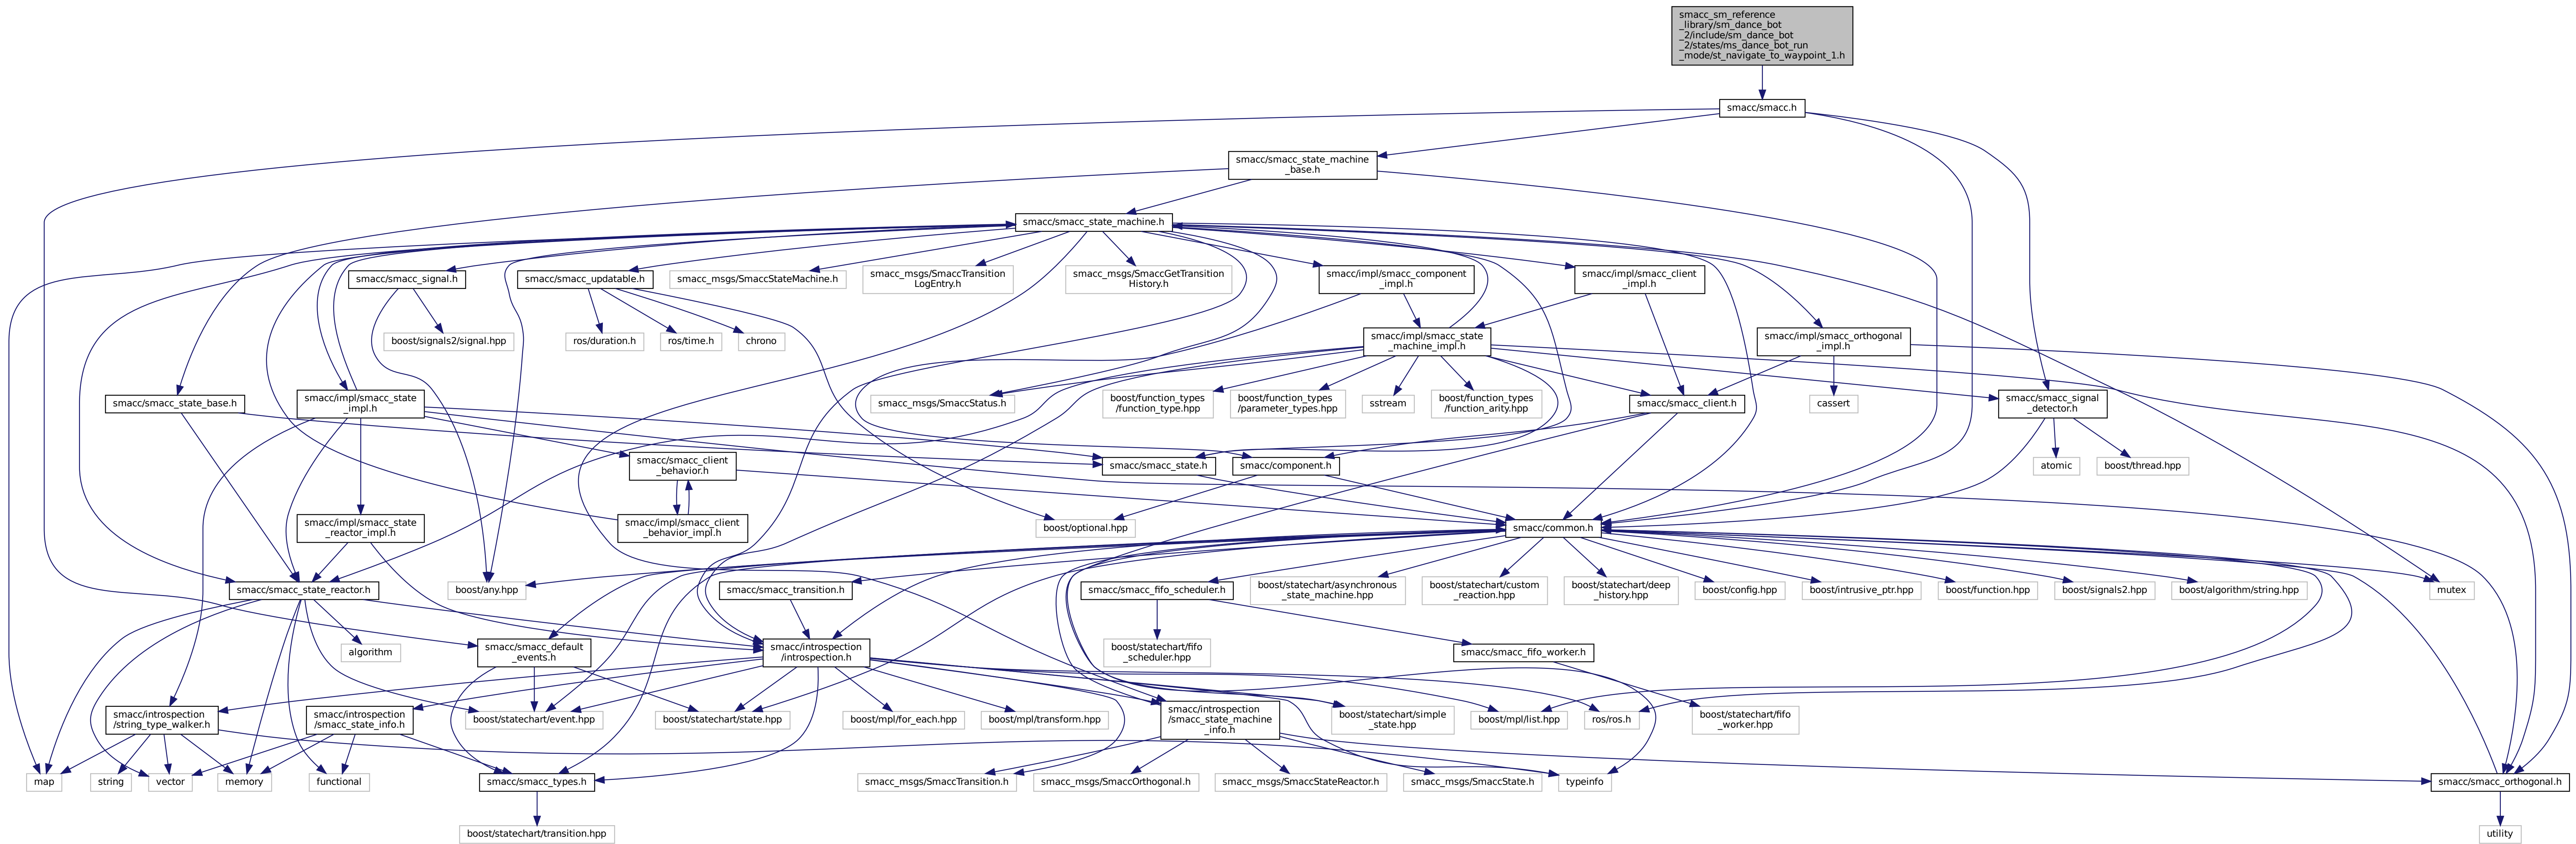 smacc_sm_reference
_library/sm_dance_bot
_2/include/sm_dance_bot
_2/states/ms_dance_bot_run
_mode/st_navigate_to_waypoint_1.h
smacc/smacc.h
smacc/smacc_state_machine
_base.h
smacc/smacc_state_machine.h
smacc/smacc_signal.h
smacc/smacc_updatable.h
smacc_msgs/SmaccStateMachine.h
smacc_msgs/SmaccTransition
LogEntry.h
smacc_msgs/SmaccGetTransition
History.h
smacc/impl/smacc_component
_impl.h
smacc/impl/smacc_client
_impl.h
boost/signals2/signal.hpp
ros/duration.h
ros/time.h
chrono
smacc/impl/smacc_state
_machine_impl.h
smacc/impl/smacc_orthogonal
_impl.h
smacc/smacc_state_base.h
smacc/impl/smacc_state
_impl.h
smacc_msgs/SmaccStatus.h
boost/function_types
/function_type.hpp
boost/function_types
/parameter_types.hpp
sstream
boost/function_types
/function_arity.hpp
smacc/smacc_client.h
cassert
smacc/smacc_signal
_detector.h
smacc/smacc_client
_behavior.h
smacc/smacc_state.h
smacc/component.h
atomic
boost/thread.hpp
smacc/impl/smacc_state
_reactor_impl.h
smacc/impl/smacc_client
_behavior_impl.h
boost/optional.hpp
smacc/common.h
smacc/smacc_state_reactor.h
boost/any.hpp
smacc/smacc_transition.h
smacc/smacc_fifo_scheduler.h
boost/statechart/asynchronous
_state_machine.hpp
boost/statechart/custom
_reaction.hpp
boost/statechart/deep
_history.hpp
boost/config.hpp
boost/intrusive_ptr.hpp
boost/function.hpp
boost/signals2.hpp
boost/algorithm/string.hpp
mutex
algorithm
smacc/smacc_default
_events.h
smacc/introspection
/introspection.h
boost/statechart/fifo
_scheduler.hpp
smacc/smacc_fifo_worker.h
smacc/introspection
/string_type_walker.h
smacc/introspection
/smacc_state_info.h
boost/statechart/event.hpp
boost/statechart/state.hpp
boost/mpl/for_each.hpp
boost/mpl/transform.hpp
smacc/introspection
/smacc_state_machine
_info.h
boost/statechart/simple
_state.hpp
boost/mpl/list.hpp
ros/ros.h
boost/statechart/fifo
_worker.hpp
map
string
vector
memory
functional
smacc/smacc_types.h
smacc_msgs/SmaccTransition.h
smacc_msgs/SmaccOrthogonal.h
smacc_msgs/SmaccStateReactor.h
smacc_msgs/SmaccState.h
typeinfo
smacc/smacc_orthogonal.h
boost/statechart/transition.hpp
utility